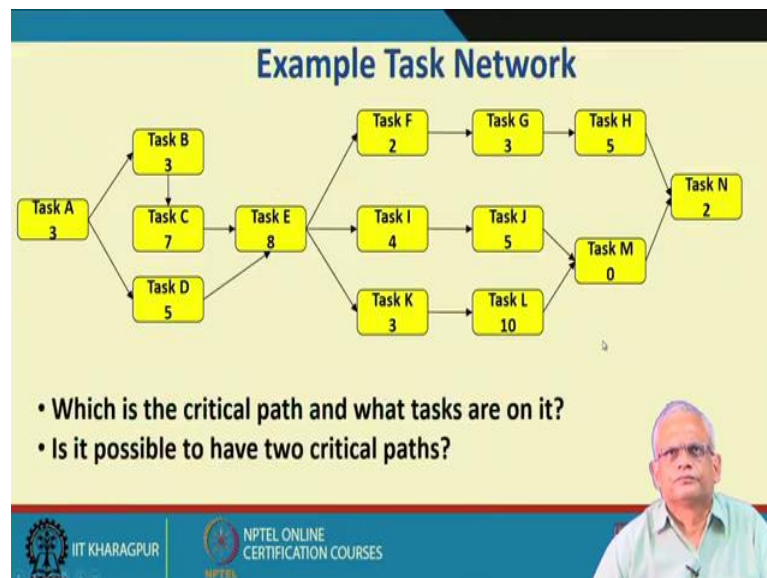 Example Task Network
Task A
3
Task B
3
Task C
7
Task D
5
Task E
8
Task F
2
Task G
3
Task H
5
Task I
4
Task J
5
Task K
3
Task L
10
Task M
0
Task N
2
• Which is the critical path and what tasks are on it?
• Is it possible to have two critical paths?
IIT KHARAGPUR
NPTEL ONLINE
CERTIFICATION COURSES
NPTEL